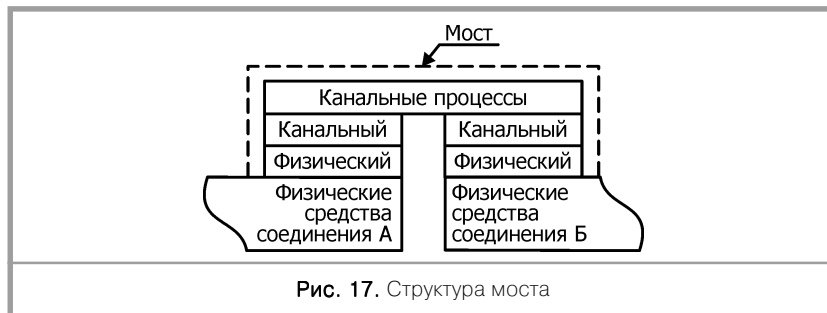 Мост
Канальные процессы
Канальный
Канальный
Физический
Физический
Физические
средства
соединения А
Физические
средства
соединения Б
Рис. 17. Структура моста